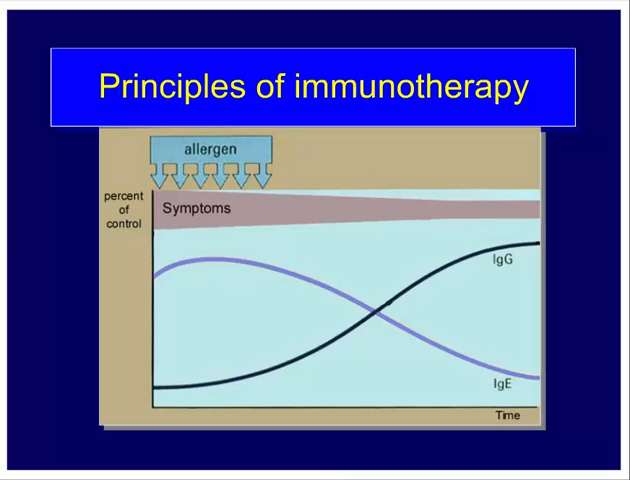 Principles of immunotherapy
allergen
percent
of
control
Symptoms
IgG
IgE
Time